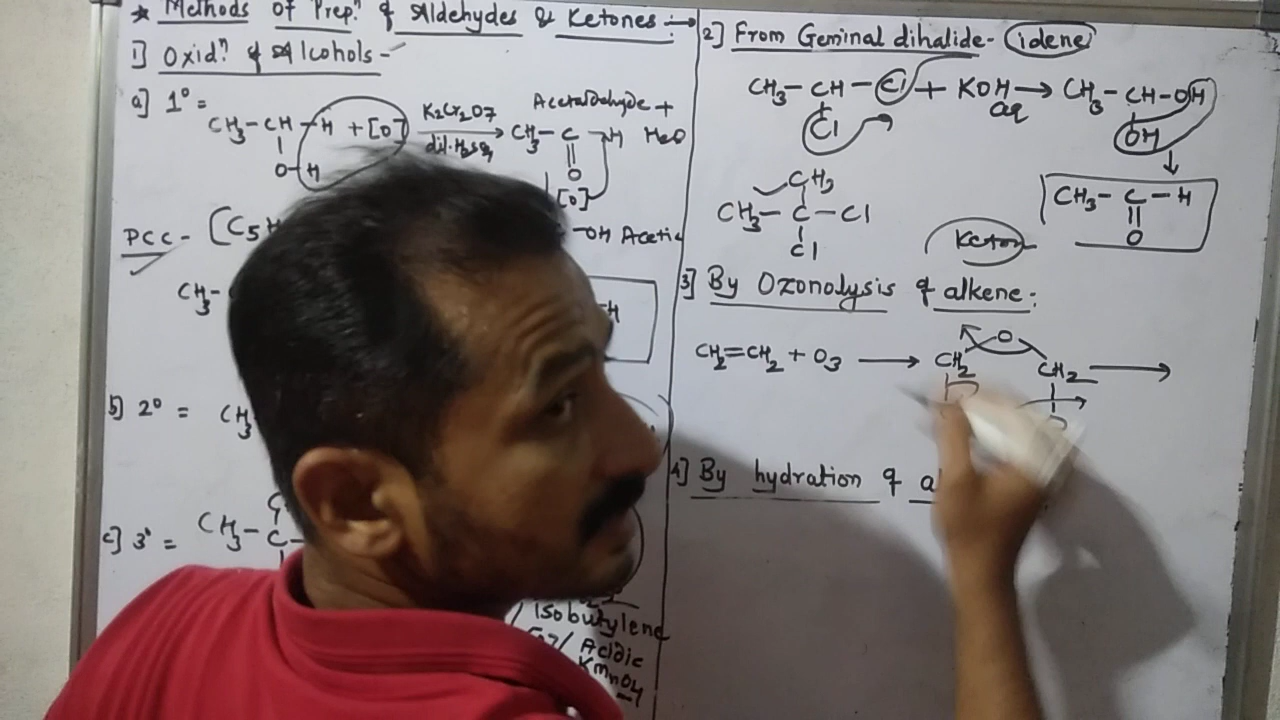 * Methods of Prepⁿ of Aldehydes & Ketones :→
1] Oxidⁿ of Alcohols -
a] 1° =
CH3-CH-H + [O] K2Cr2O7 → Acetaldehyde +
O-H dil.H2SO4 CH3-C-H H2O
O
[O]
PCC - (C5H
-OH Acetic
CH3-
H
b] 2° = CH3
c] 3° = CH3-C-
Isobutylene
Acidic
KMnO4
2] From Geminal dihalide- idene
CH3-CH-Cl + KOH → CH3-CH-OH
Cl aq OH
↓
CH3 CH3-C-H
CH3-C-Cl O
Cl Keton
3] By Ozonolysis of alkene:
O
CH2=CH2 + O3 → CH2 CH2 →
4] By hydration of a